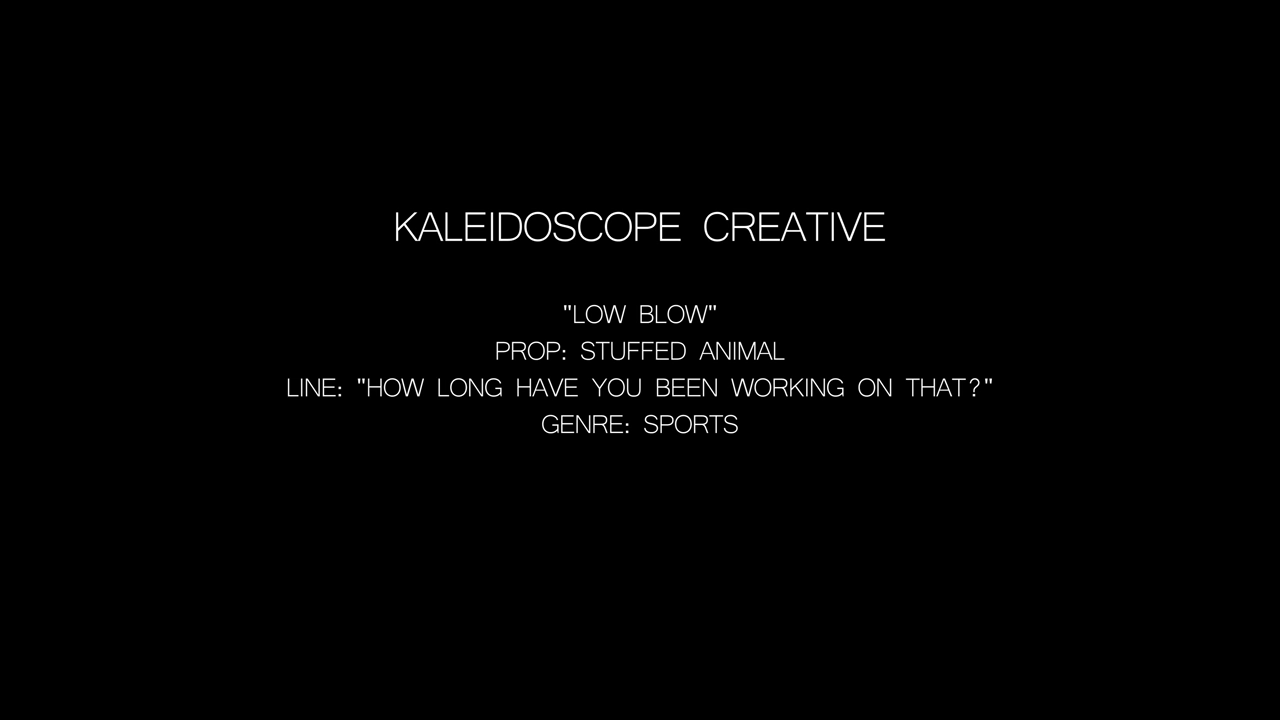 KALEIDOSCOPE CREATIVE
"LOW BLOW"
PROP: STUFFED ANIMAL
LINE: "HOW LONG HAVE YOU BEEN WORKING ON THAT?"
GENRE: SPORTS